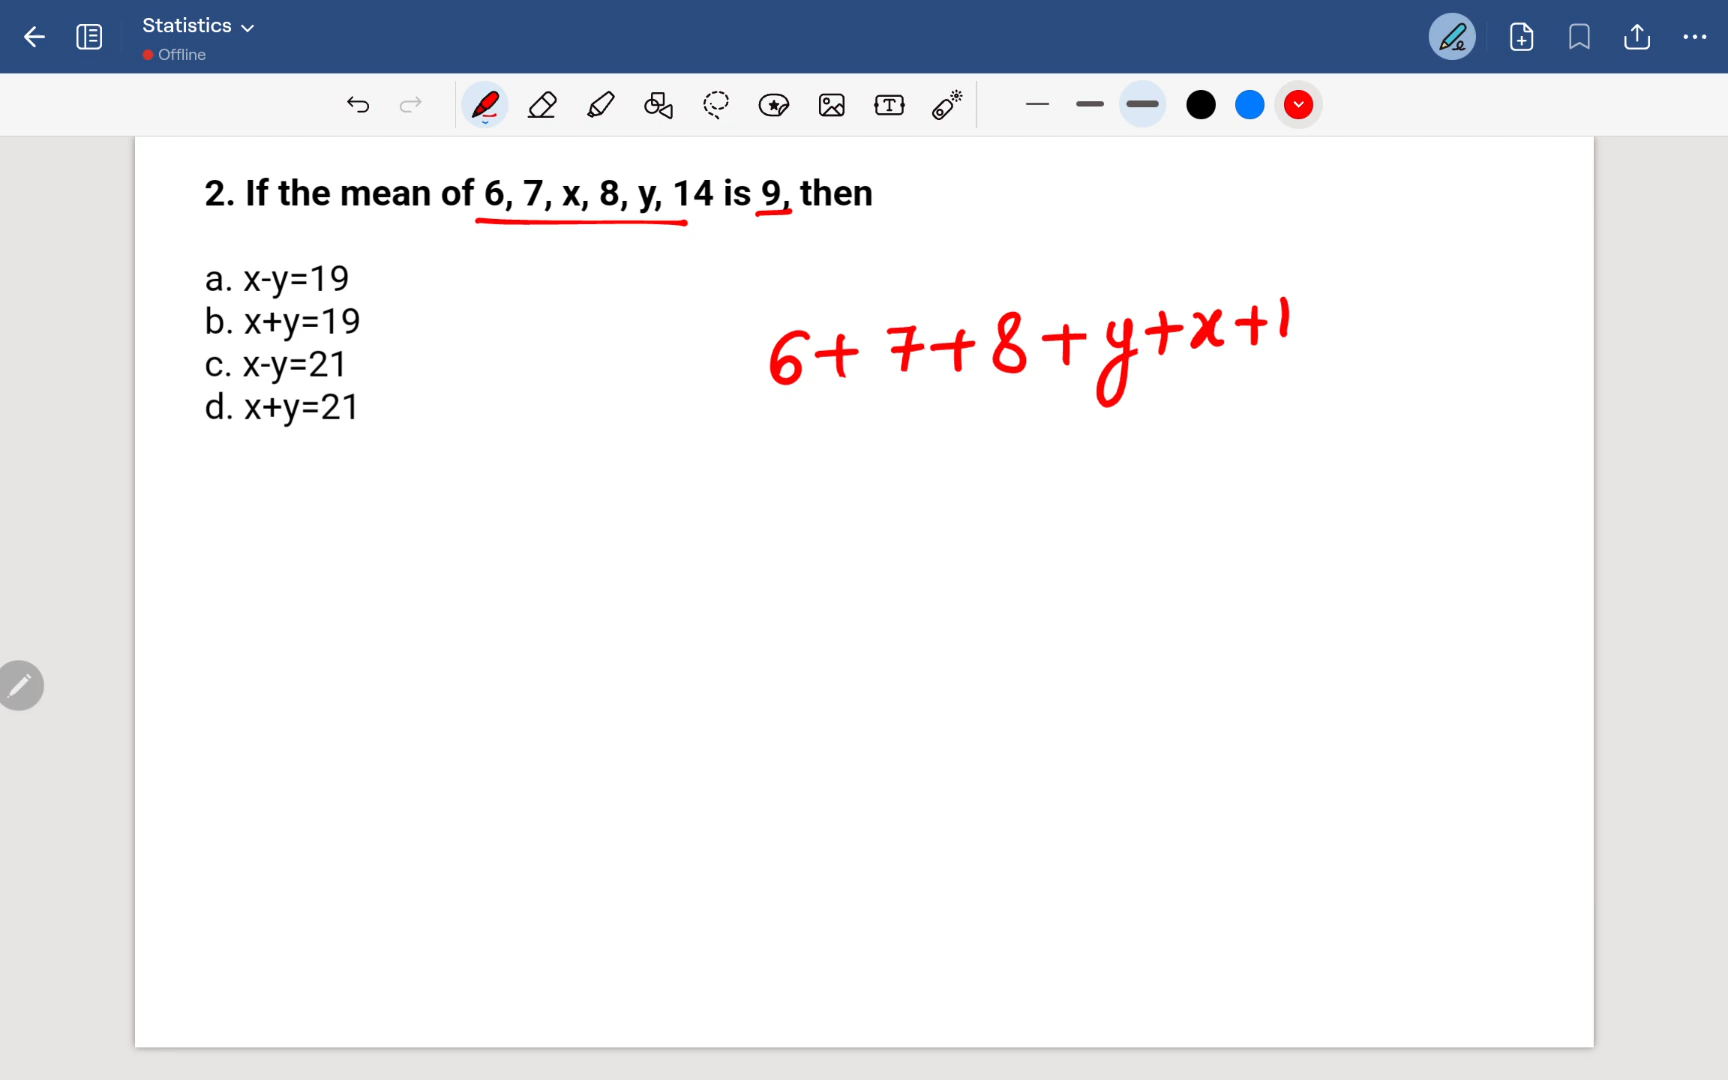 Statistics
Offline
2. If the mean of 6, 7, x, 8, y, 14 is 9, then
a. x-y=19
b. x+y=19
c. x-y=21
d. x+y=21
6+ 7+8+y+x+1